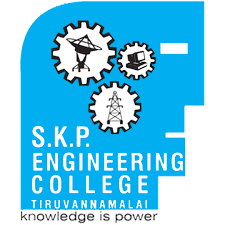 S.K.P.
ENGINEERING
COLLEGE
TIRUVANNAMALAI
knowledge is power